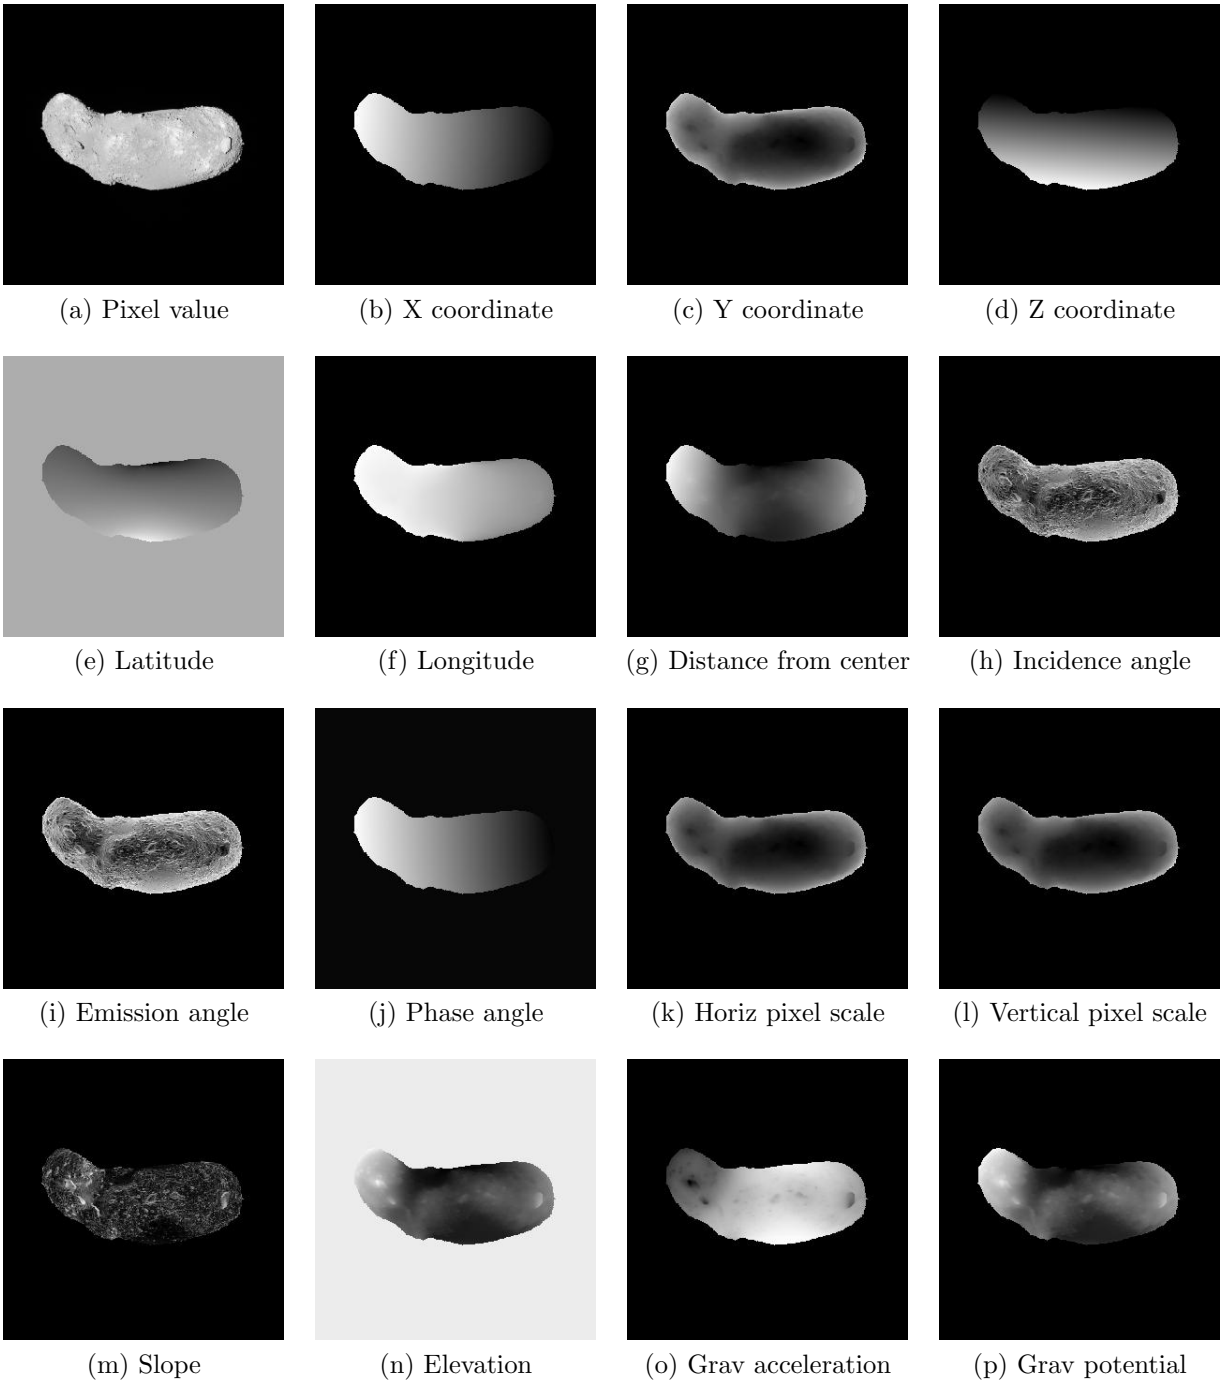 (a) Pixel value
(b) X coordinate
(c) Y coordinate
(d) Z coordinate
(e) Latitude
(f) Longitude
(g) Distance from center
(h) Incidence angle
(i) Emission angle
(j) Phase angle
(k) Horiz pixel scale
(l) Vertical pixel scale
(m) Slope
(n) Elevation
(o) Grav acceleration
(p) Grav potential